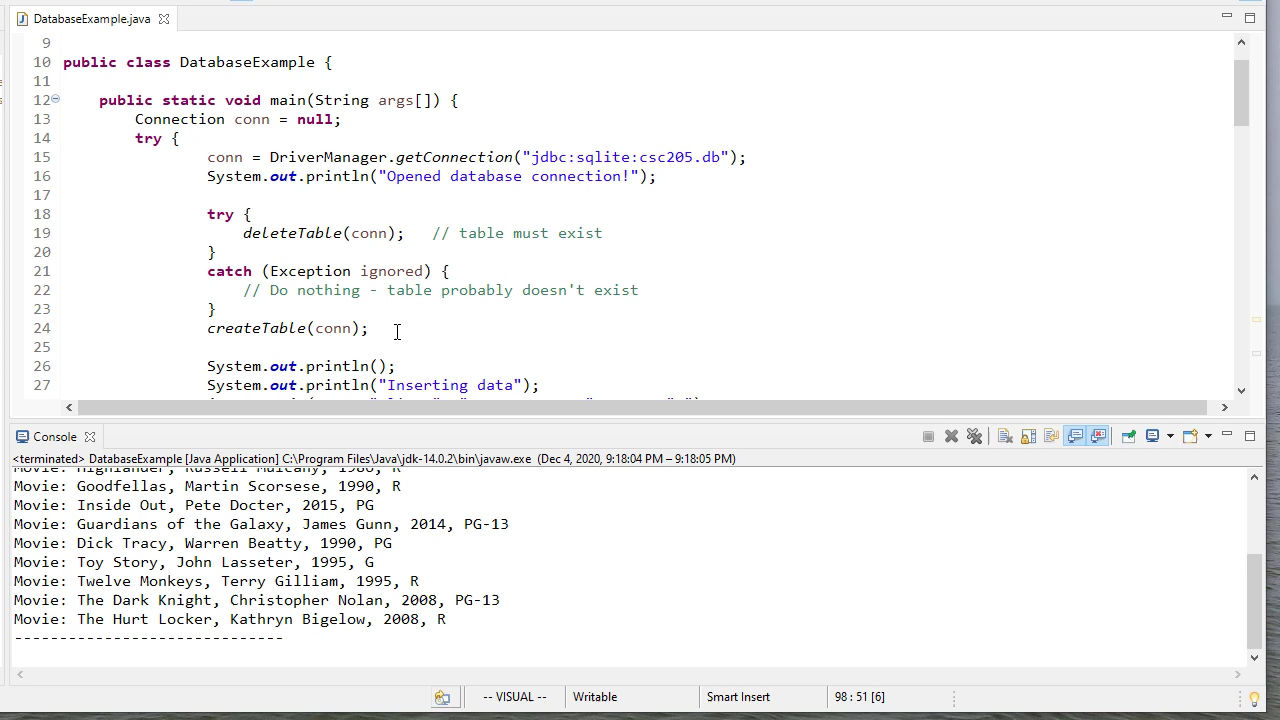 DatabaseExample.java
9
10 public class DatabaseExample {
11
12 public static void main(String args[]) {
13 Connection conn = null;
14 try {
15 conn = DriverManager.getConnection("jdbc:sqlite:csc205.db");
16 System.out.println("Opened database connection!");
17
18 try {
19 deleteTable(conn); // table must exist
20 }
21 catch (Exception ignored) {
22 // Do nothing - table probably doesn't exist
23 }
24 createTable(conn);
25
26 System.out.println();
27 System.out.println("Inserting data");
Console
<terminated> DatabaseExample [Java Application] C:\Program Files\Java\jdk-14.0.2\bin\javaw.exe (Dec 4, 2020, 9:18:04 PM – 9:18:05 PM)
Movie: Highlander, Russell Mulcahy, 1986, R
Movie: Goodfellas, Martin Scorsese, 1990, R
Movie: Inside Out, Pete Docter, 2015, PG
Movie: Guardians of the Galaxy, James Gunn, 2014, PG-13
Movie: Dick Tracy, Warren Beatty, 1990, PG
Movie: Toy Story, John Lasseter, 1995, G
Movie: Twelve Monkeys, Terry Gilliam, 1995, R
Movie: The Dark Knight, Christopher Nolan, 2008, PG-13
Movie: The Hurt Locker, Kathryn Bigelow, 2008, R
------------------------------
-- VISUAL -- Writable Smart Insert 98 : 51 [6]